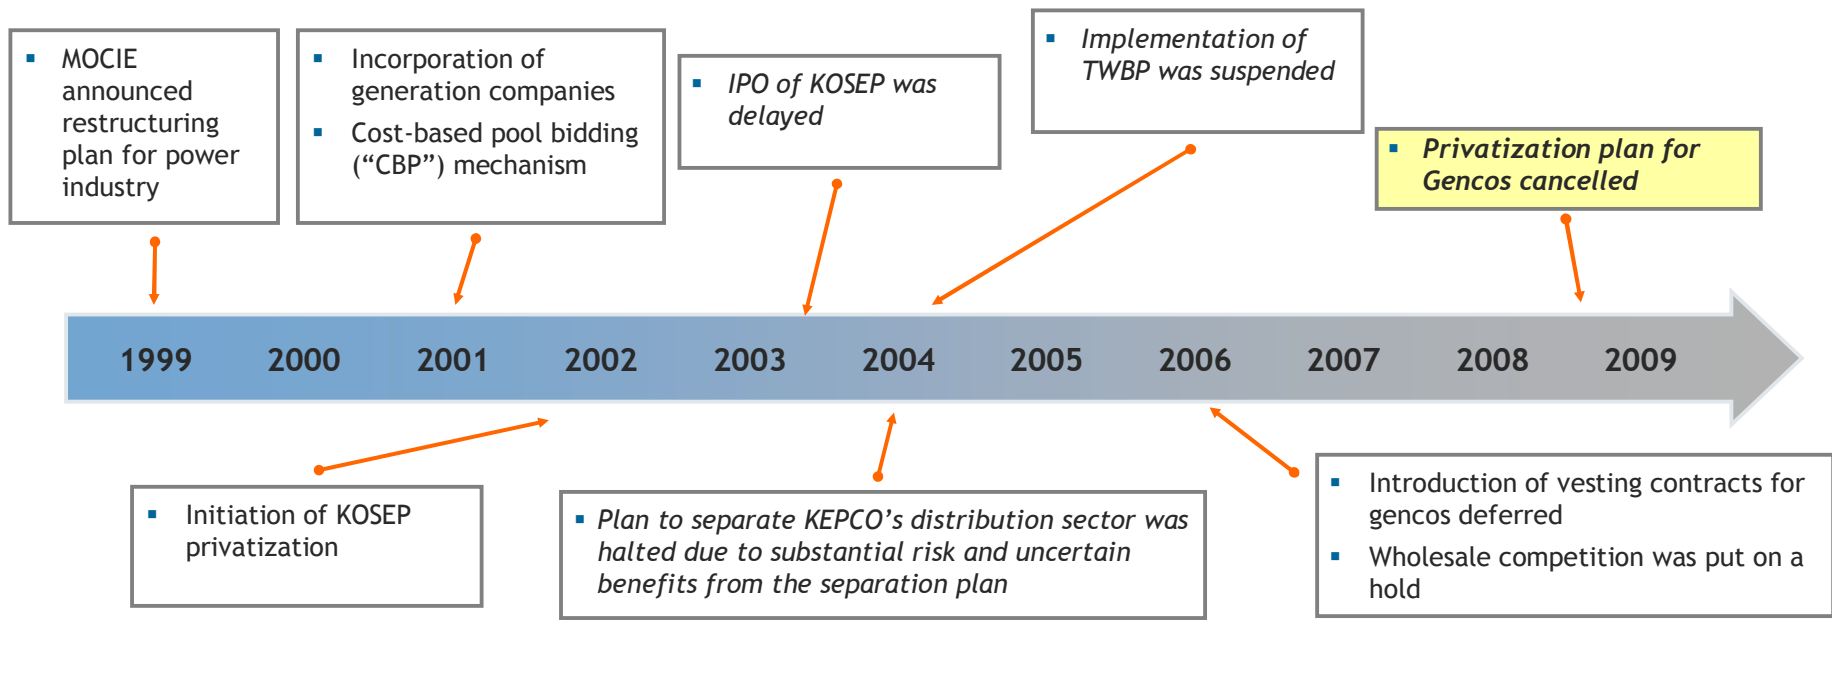 ▪ MOCIE
announced
restructuring
plan for power
industry
▪ Incorporation of
generation companies
▪ Cost-based pool bidding
(“CBP”) mechanism
▪ IPO of KOSEP was
delayed
▪ Implementation of
TWBP was suspended
▪ Privatization plan for
Gencos cancelled
1999 2000 2001 2002 2003 2004 2005 2006 2007 2008 2009
▪ Initiation of KOSEP
privatization
▪ Plan to separate KEPCO’s distribution sector was
halted due to substantial risk and uncertain
benefits from the separation plan
▪ Introduction of vesting contracts for
gencos deferred
▪ Wholesale competition was put on a
hold